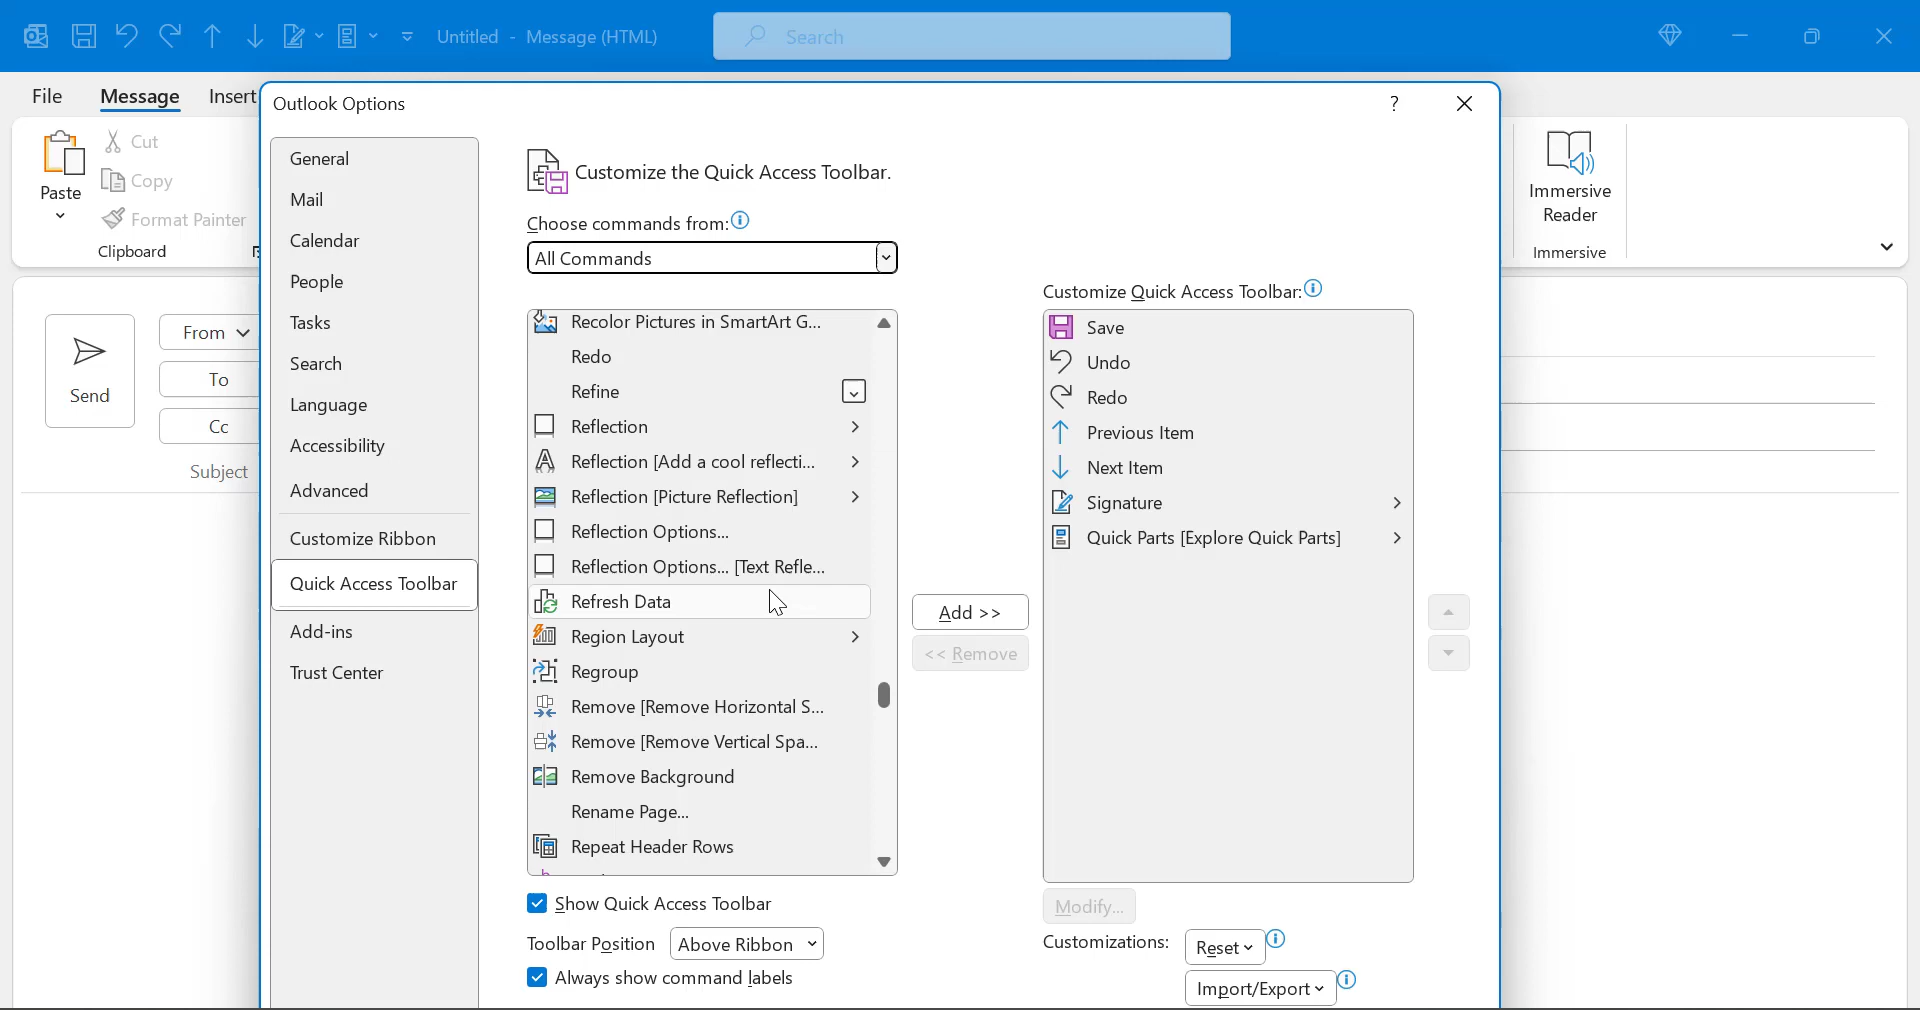 Untitled - Message (HTML)
Search
File Message Insert
Outlook Options
?
Paste
Cut
Copy
Format Painter
Clipboard
Immersive
Reader
Immersive
Send
From
To
Cc
Subject
General
Mail
Calendar
People
Tasks
Search
Language
Accessibility
Advanced
Customize Ribbon
Quick Access Toolbar
Add-ins
Trust Center
Customize the Quick Access Toolbar.
Choose commands from:
All Commands
Recolor Pictures in SmartArt G...
Redo
Refine
Reflection
Reflection [Add a cool reflecti...
Reflection [Picture Reflection]
Reflection Options...
Reflection Options... [Text Refle...
Refresh Data
Region Layout
Regroup
Remove [Remove Horizontal S...
Remove [Remove Vertical Spa...
Remove Background
Rename Page...
Repeat Header Rows
Add >>
<< Remove
Customize Quick Access Toolbar:
Save
Undo
Redo
Previous Item
Next Item
Signature
Quick Parts [Explore Quick Parts]
Show Quick Access Toolbar
Toolbar Position Above Ribbon
Always show command labels
Modify...
Customizations: Reset
Import/Export